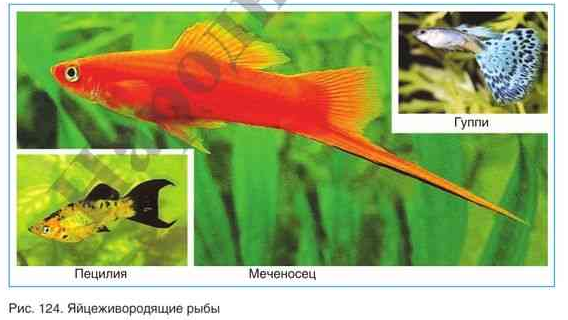 Гуппи
Пецилия
Меченосец
Рис. 124. Яйцеживородящие рыбы